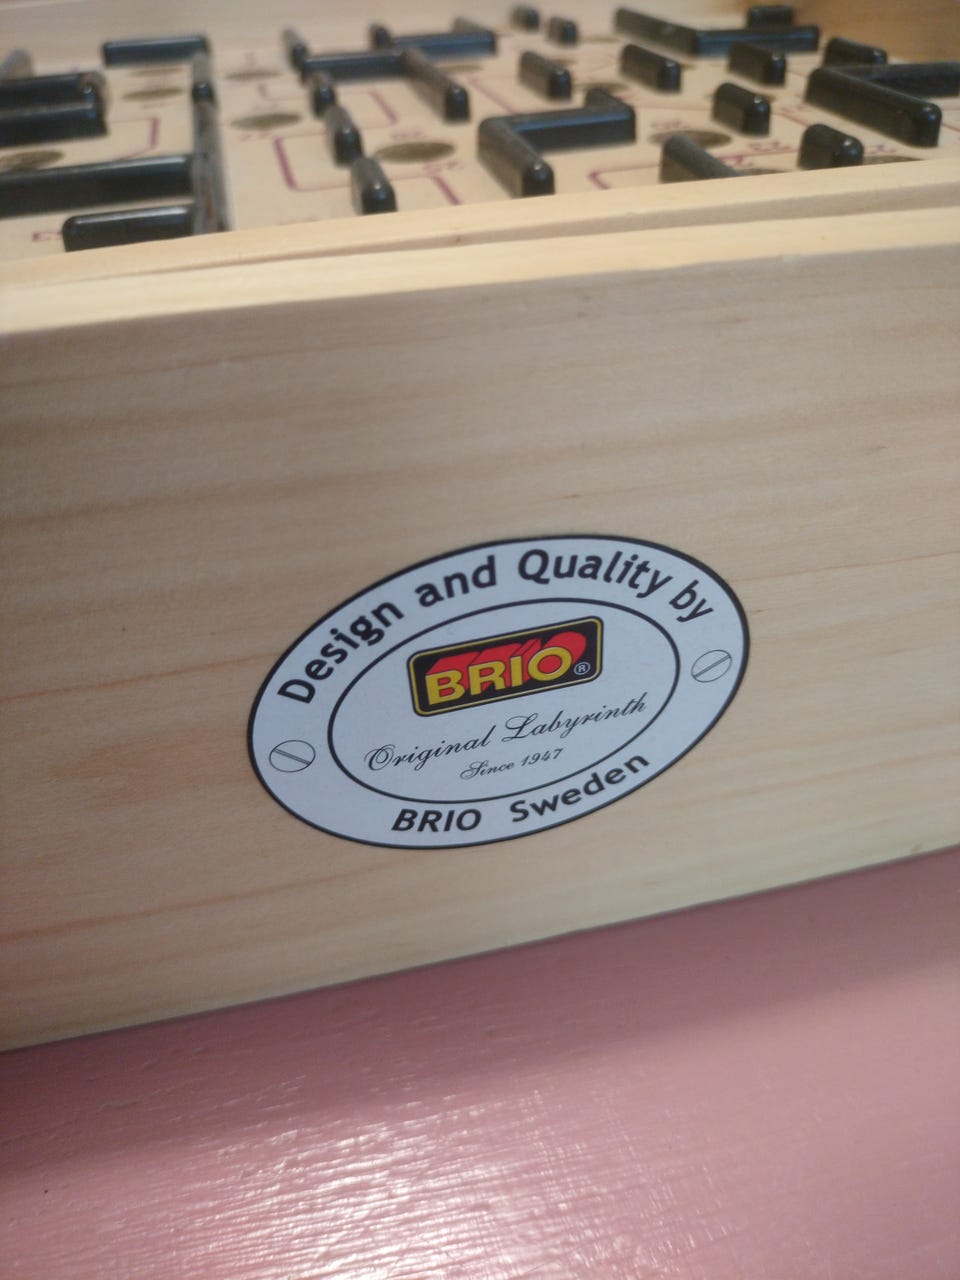 Design and Quality by
BRIO®
Original Labyrinth
Since 1947
BRIO Sweden